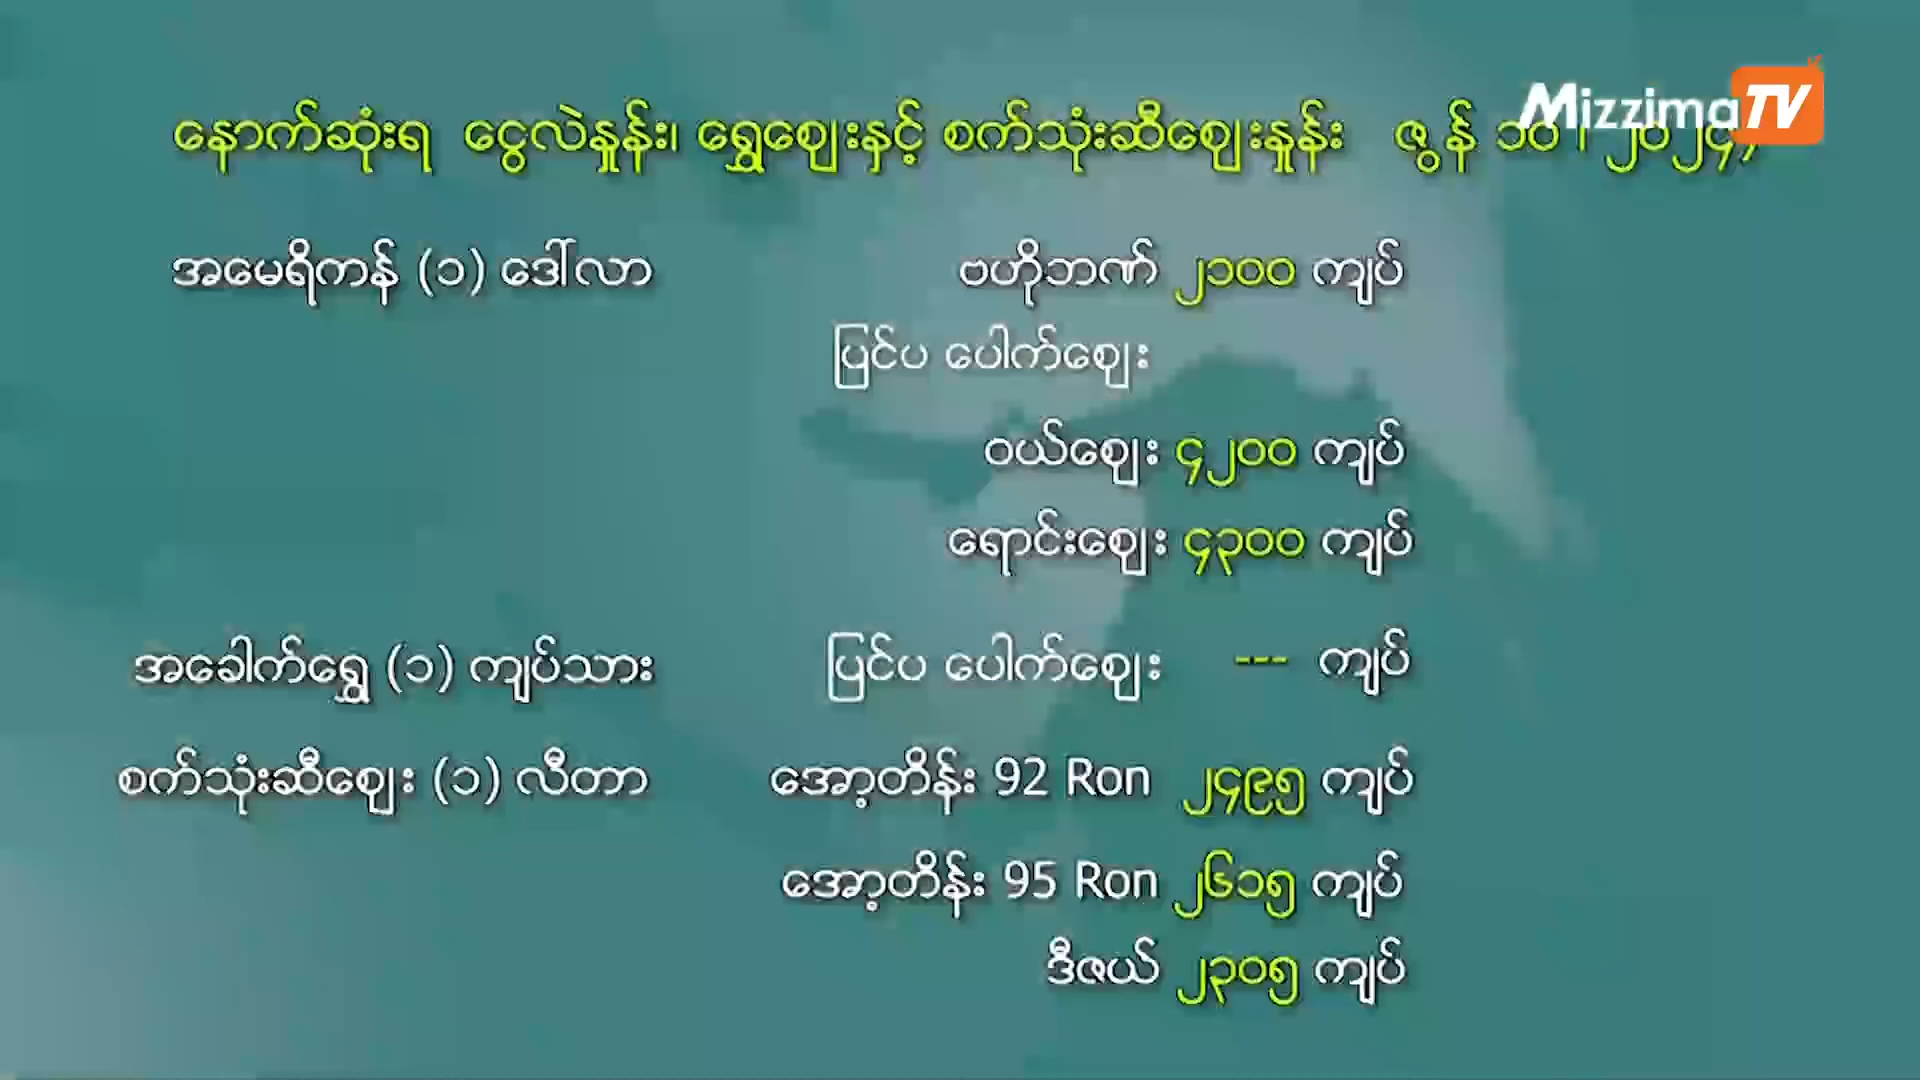 Mizzima TV
နောက်ဆုံးရ ငွေလဲနှုန်း၊ ရွှေဈေးနှင့် စက်သုံးဆီဈေးနှုန်း ဇွန် ၁၀ ၊ ၂၀၂၄
အမေရိကန် (၁) ဒေါ်လာ ဗဟိုဘဏ် ၂၁၀၀ ကျပ်
ပြင်ပ ပေါက်ဈေး
ဝယ်ဈေး ၄၂၀၀ ကျပ်
ရောင်းဈေး ၄၃၀၀ ကျပ်
အခေါက်ရွှေ (၁) ကျပ်သား ပြင်ပ ပေါက်ဈေး --- ကျပ်
စက်သုံးဆီဈေး (၁) လီတာ အော့တိန်း 92 Ron ၂၄၉၅ ကျပ်
အော့တိန်း 95 Ron ၂၆၁၅ ကျပ်
ဒီဇယ် ၂၃၀၅ ကျပ်